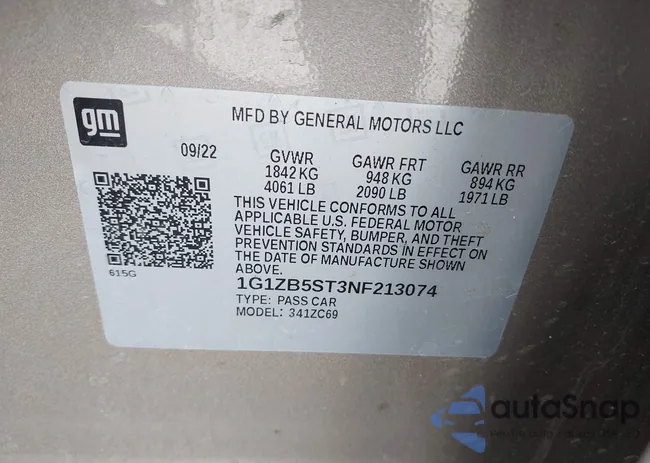 gm
MFD BY GENERAL MOTORS LLC
09/22 GVWR GAWR FRT GAWR RR
1842 KG 948 KG 894 KG
4061 LB 2090 LB 1971 LB
THIS VEHICLE CONFORMS TO ALL
APPLICABLE U.S. FEDERAL MOTOR
VEHICLE SAFETY, BUMPER, AND THEFT
PREVENTION STANDARDS IN EFFECT ON
THE DATE OF MANUFACTURE SHOWN
ABOVE.
615G
1G1ZB5ST3NF213074
TYPE: PASS CAR
MODEL: 341ZC69
autoSnap